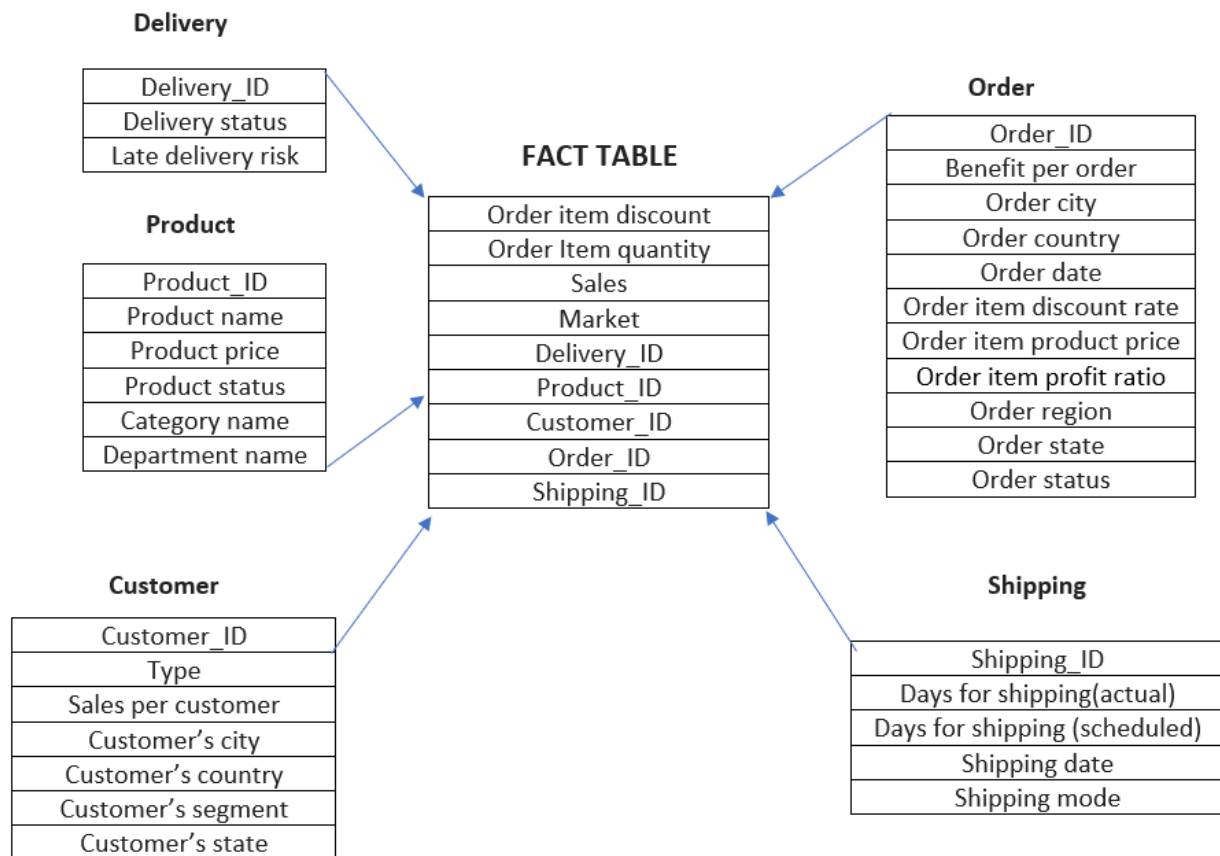 Delivery
Delivery_ID
Delivery status
Late delivery risk
Product
Product_ID
Product name
Product price
Product status
Category name
Department name
Customer
Customer_ID
Type
Sales per customer
Customer’s city
Customer’s country
Customer’s segment
Customer’s state
FACT TABLE
Order item discount
Order Item quantity
Sales
Market
Delivery_ID
Product_ID
Customer_ID
Order_ID
Shipping_ID
Order
Order_ID
Benefit per order
Order city
Order country
Order date
Order item discount rate
Order item product price
Order item profit ratio
Order region
Order state
Order status
Shipping
Shipping_ID
Days for shipping(actual)
Days for shipping (scheduled)
Shipping date
Shipping mode